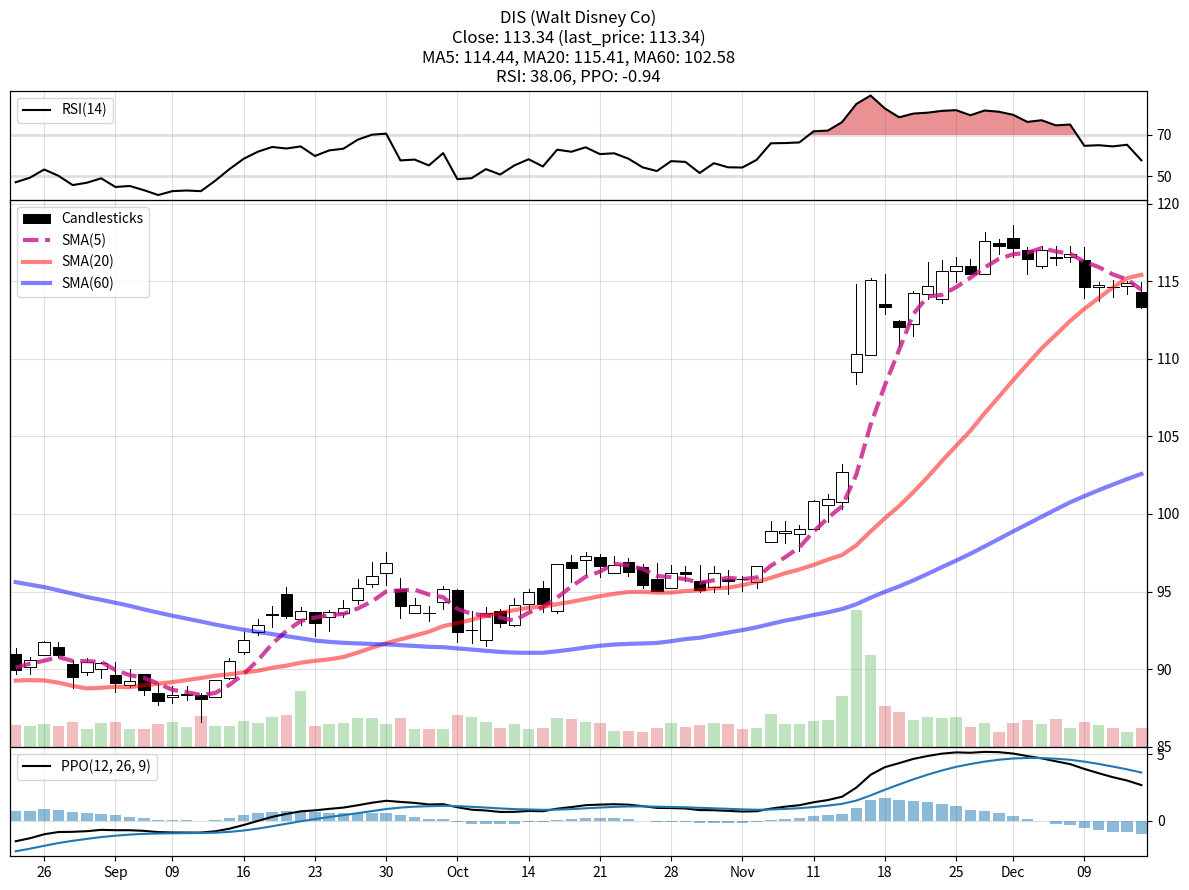 DIS (Walt Disney Co)
Close: 113.34 (last_price: 113.34)
MA5: 114.44, MA20: 115.41, MA60: 102.58
RSI: 38.06, PPO: -0.94
RSI(14)
70
50
Candlesticks
SMA(5)
SMA(20)
SMA(60)
120
115
110
105
100
95
90
85
PPO(12, 26, 9)
5
0
26 Sep 09 16 23 30 Oct 14 21 28 Nov 11 18 25 Dec 09